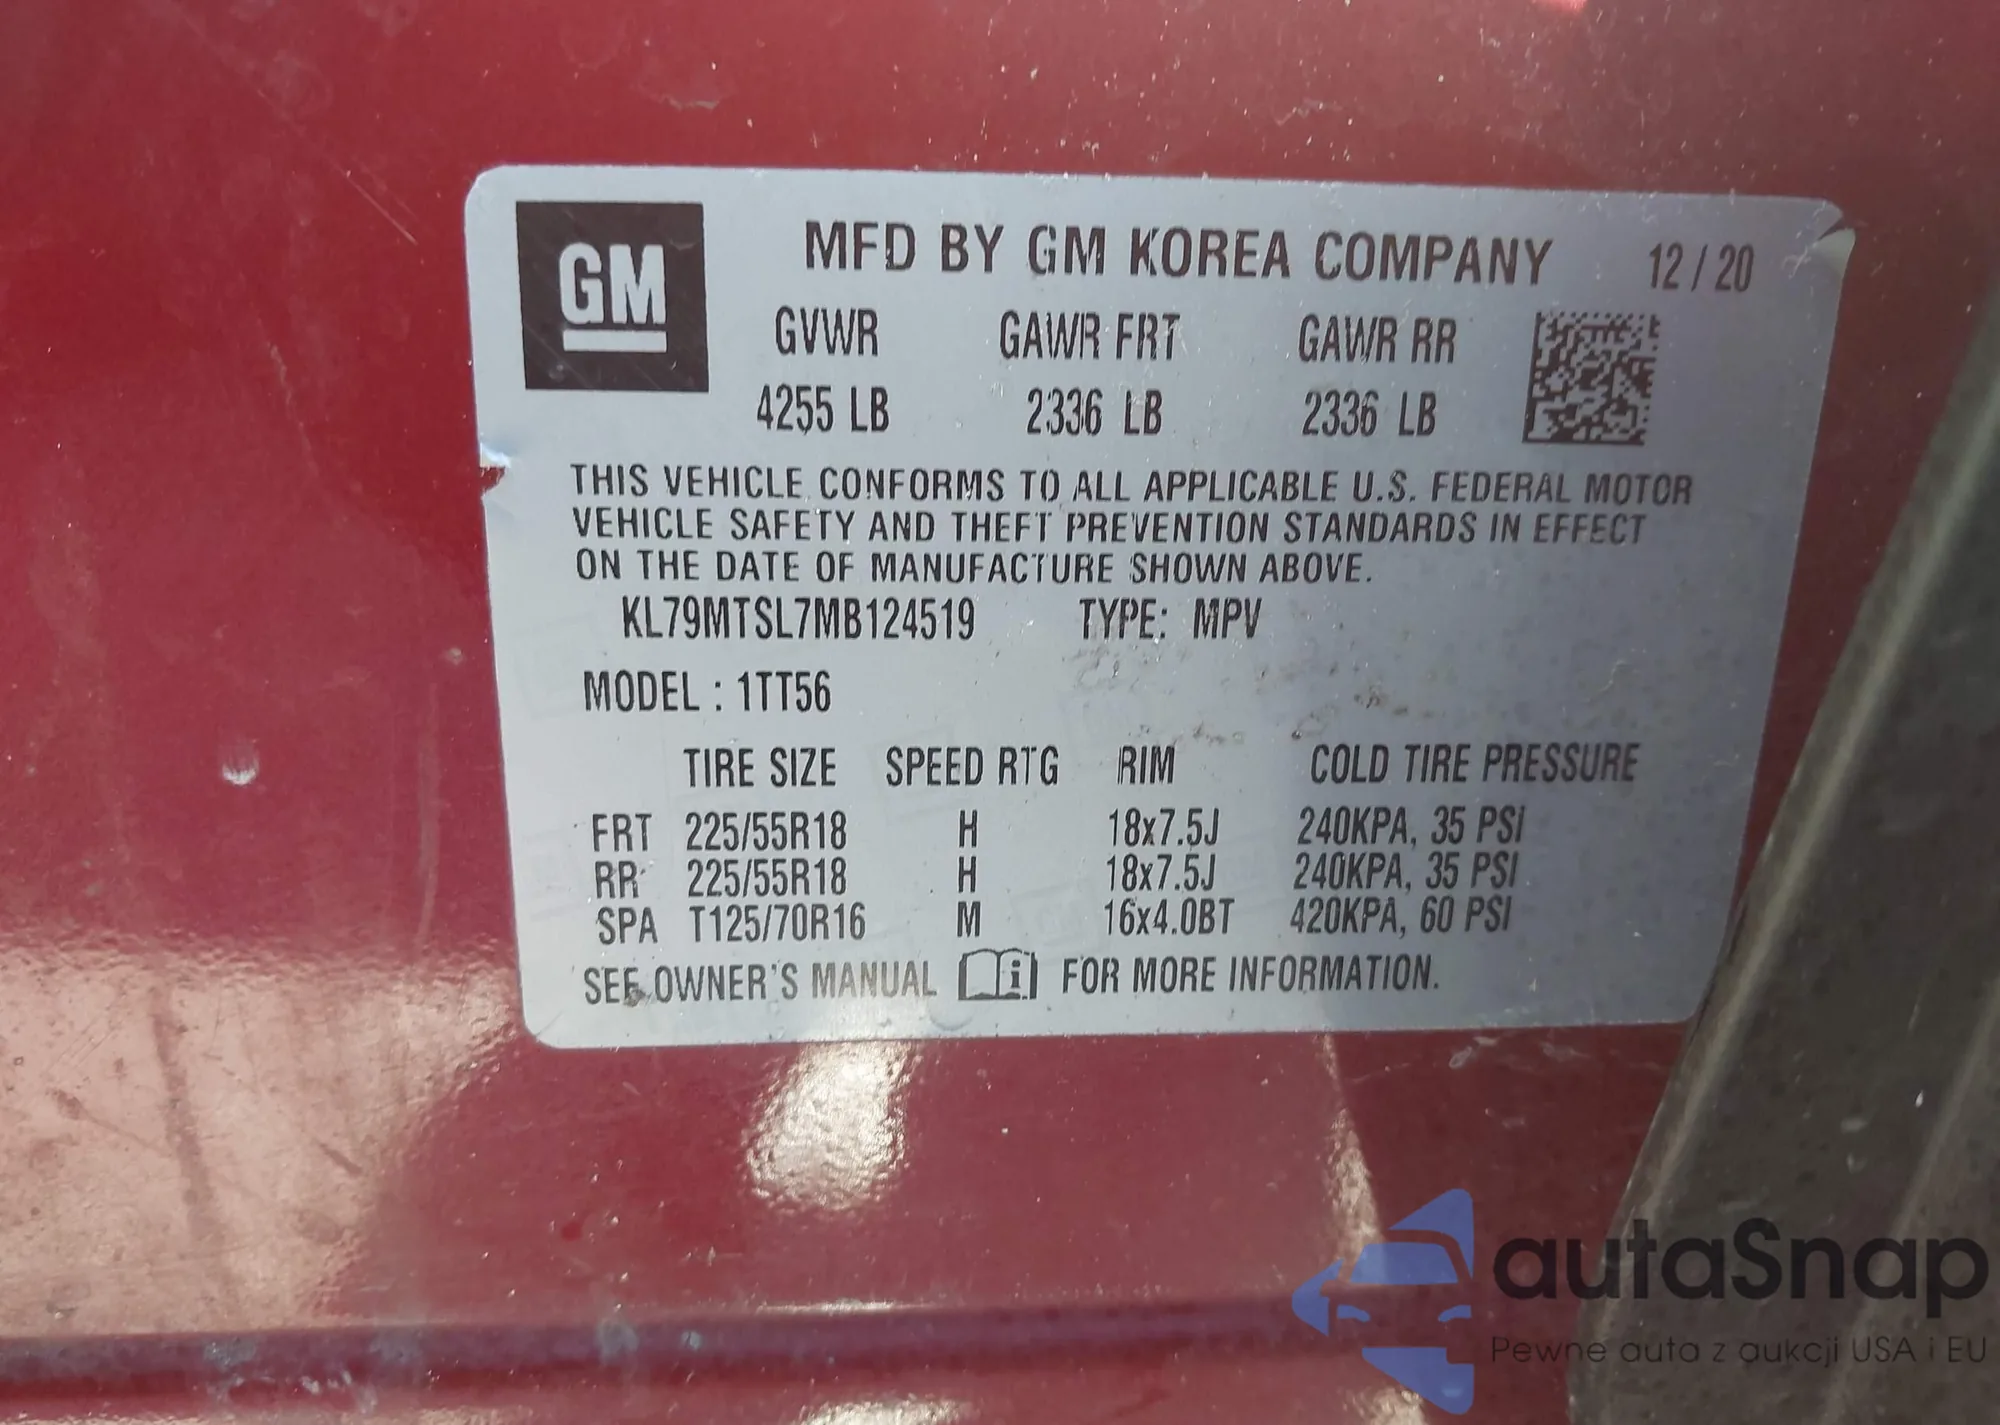 GM
MFD BY GM KOREA COMPANY 12/20
GVWR GAWR FRT GAWR RR
4255 LB 2336 LB 2336 LB
THIS VEHICLE CONFORMS TO ALL APPLICABLE U.S. FEDERAL MOTOR
VEHICLE SAFETY AND THEFT PREVENTION STANDARDS IN EFFECT
ON THE DATE OF MANUFACTURE SHOWN ABOVE.
KL79MTSL7MB124519 TYPE: MPV
MODEL : 1TT56
TIRE SIZE SPEED RTG RIM COLD TIRE PRESSURE
FRT 225/55R18 H 18x7.5J 240KPA, 35 PSI
RR 225/55R18 H 18x7.5J 240KPA, 35 PSI
SPA T125/70R16 M 16x4.0BT 420KPA, 60 PSI
SEE OWNER'S MANUAL i FOR MORE INFORMATION.
autaSnap
Pewne auta z aukcji USA i EU